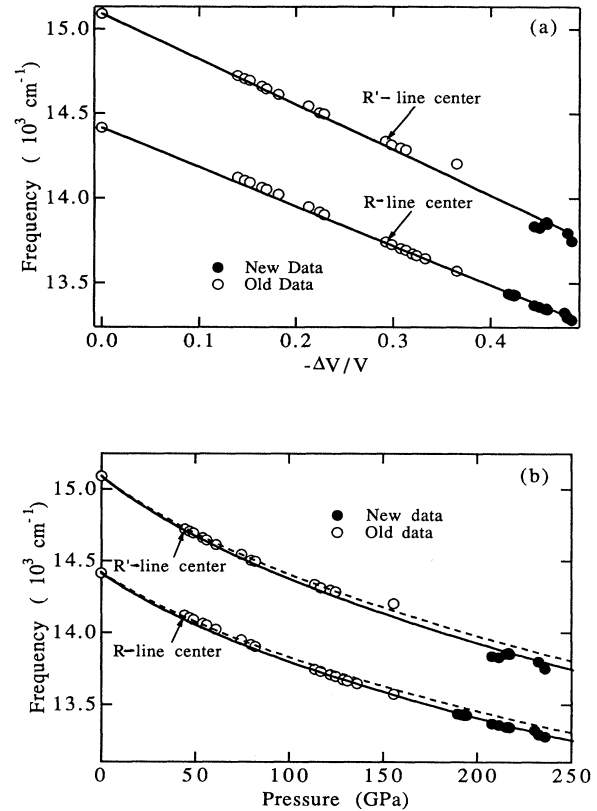 (a)
15.0
14.5
14.0
13.5
Frequency ( 10³ cm⁻¹)
R'- line center
R-line center
New Data
Old Data
0.0 0.1 0.2 0.3 0.4
-ΔV/V
(b)
15.0
14.5
14.0
13.5
Frequency ( 10³ cm⁻¹)
New data
Old data
R'-line center
R-line center
0 50 100 150 200 250
Pressure (GPa)